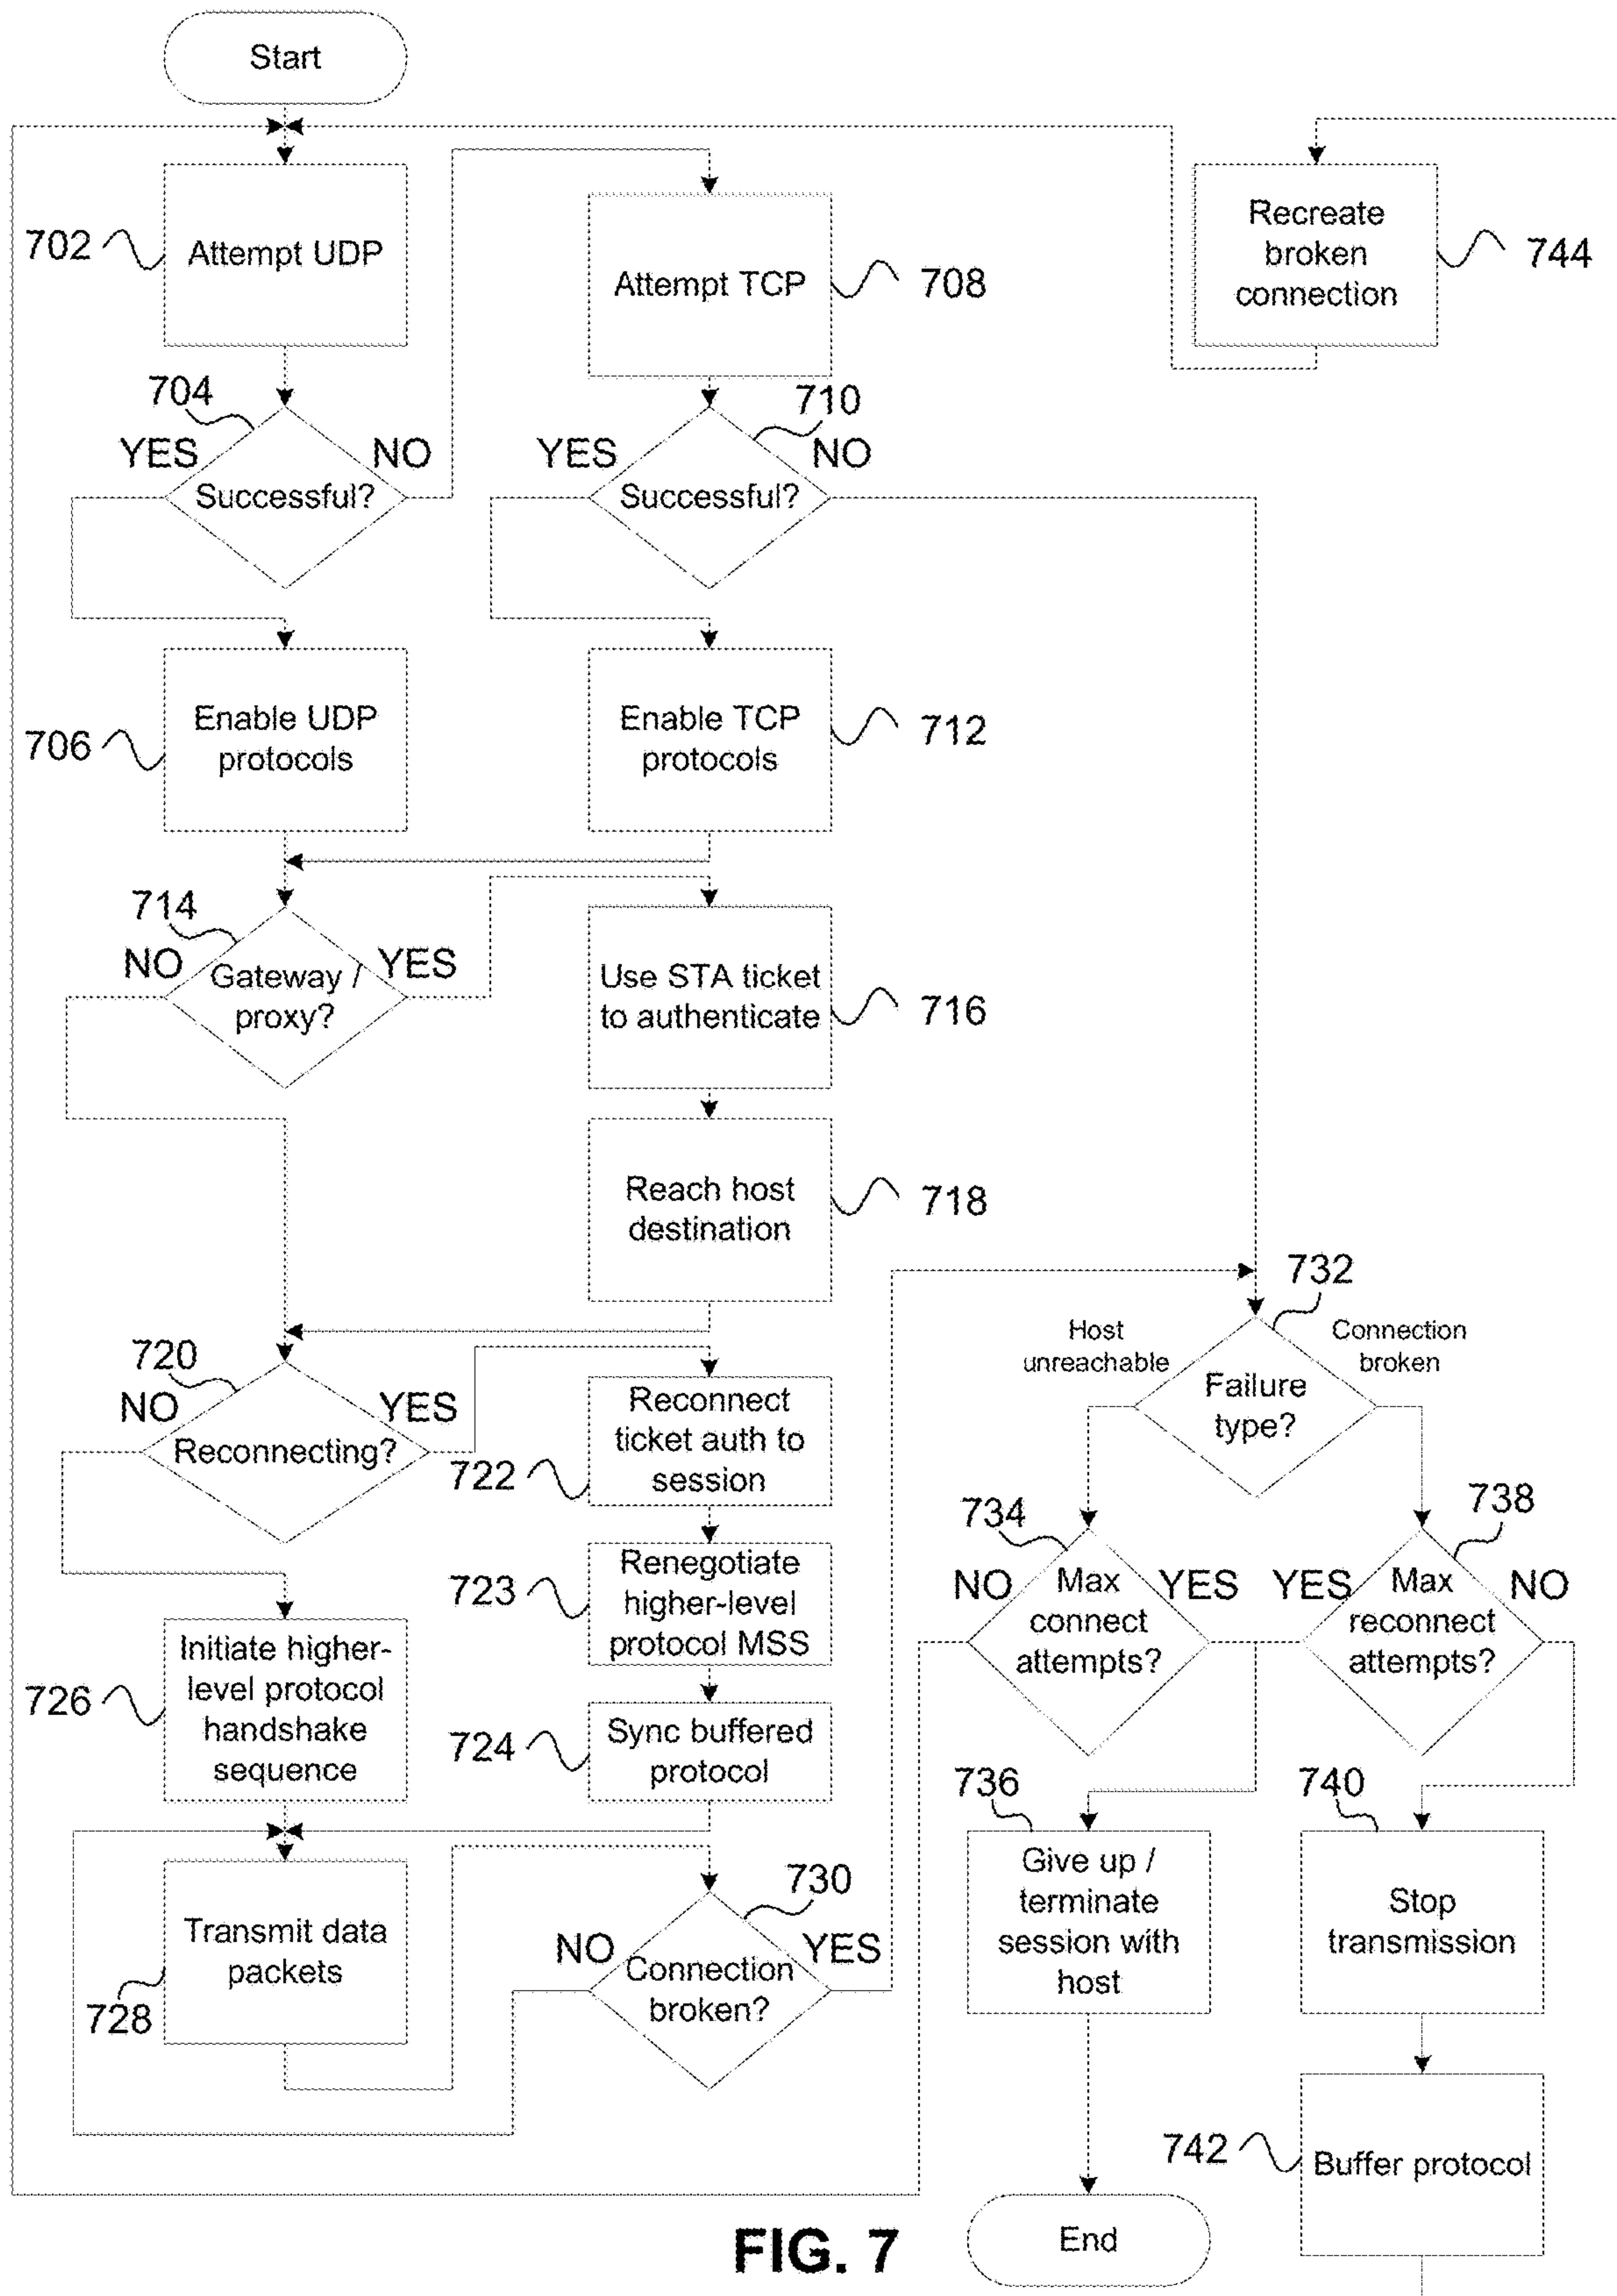 Start
702
Attempt UDP
Attempt TCP
708
Recreate
broken
connection
744
704
YES
NO
Successful?
710
YES
NO
Successful?
706
Enable UDP
protocols
Enable TCP
protocols
712
714
NO
YES
Gateway /
proxy?
Use STA ticket
to authenticate
716
Reach host
destination
718
720
NO
YES
Reconnecting?
Reconnect
ticket auth to
session
722
Renegotiate
higher-level
protocol MSS
723
Sync buffered
protocol
724
726
Initiate higher-
level protocol
handshake
sequence
Transmit data
packets
728
730
NO
YES
Connection
broken?
732
Host
unreachable
Connection
broken
Failure
type?
734
NO
YES
Max
connect
attempts?
738
YES
NO
Max
reconnect
attempts?
736
Give up /
terminate
session with
host
740
Stop
transmission
742
Buffer protocol
End
FIG. 7